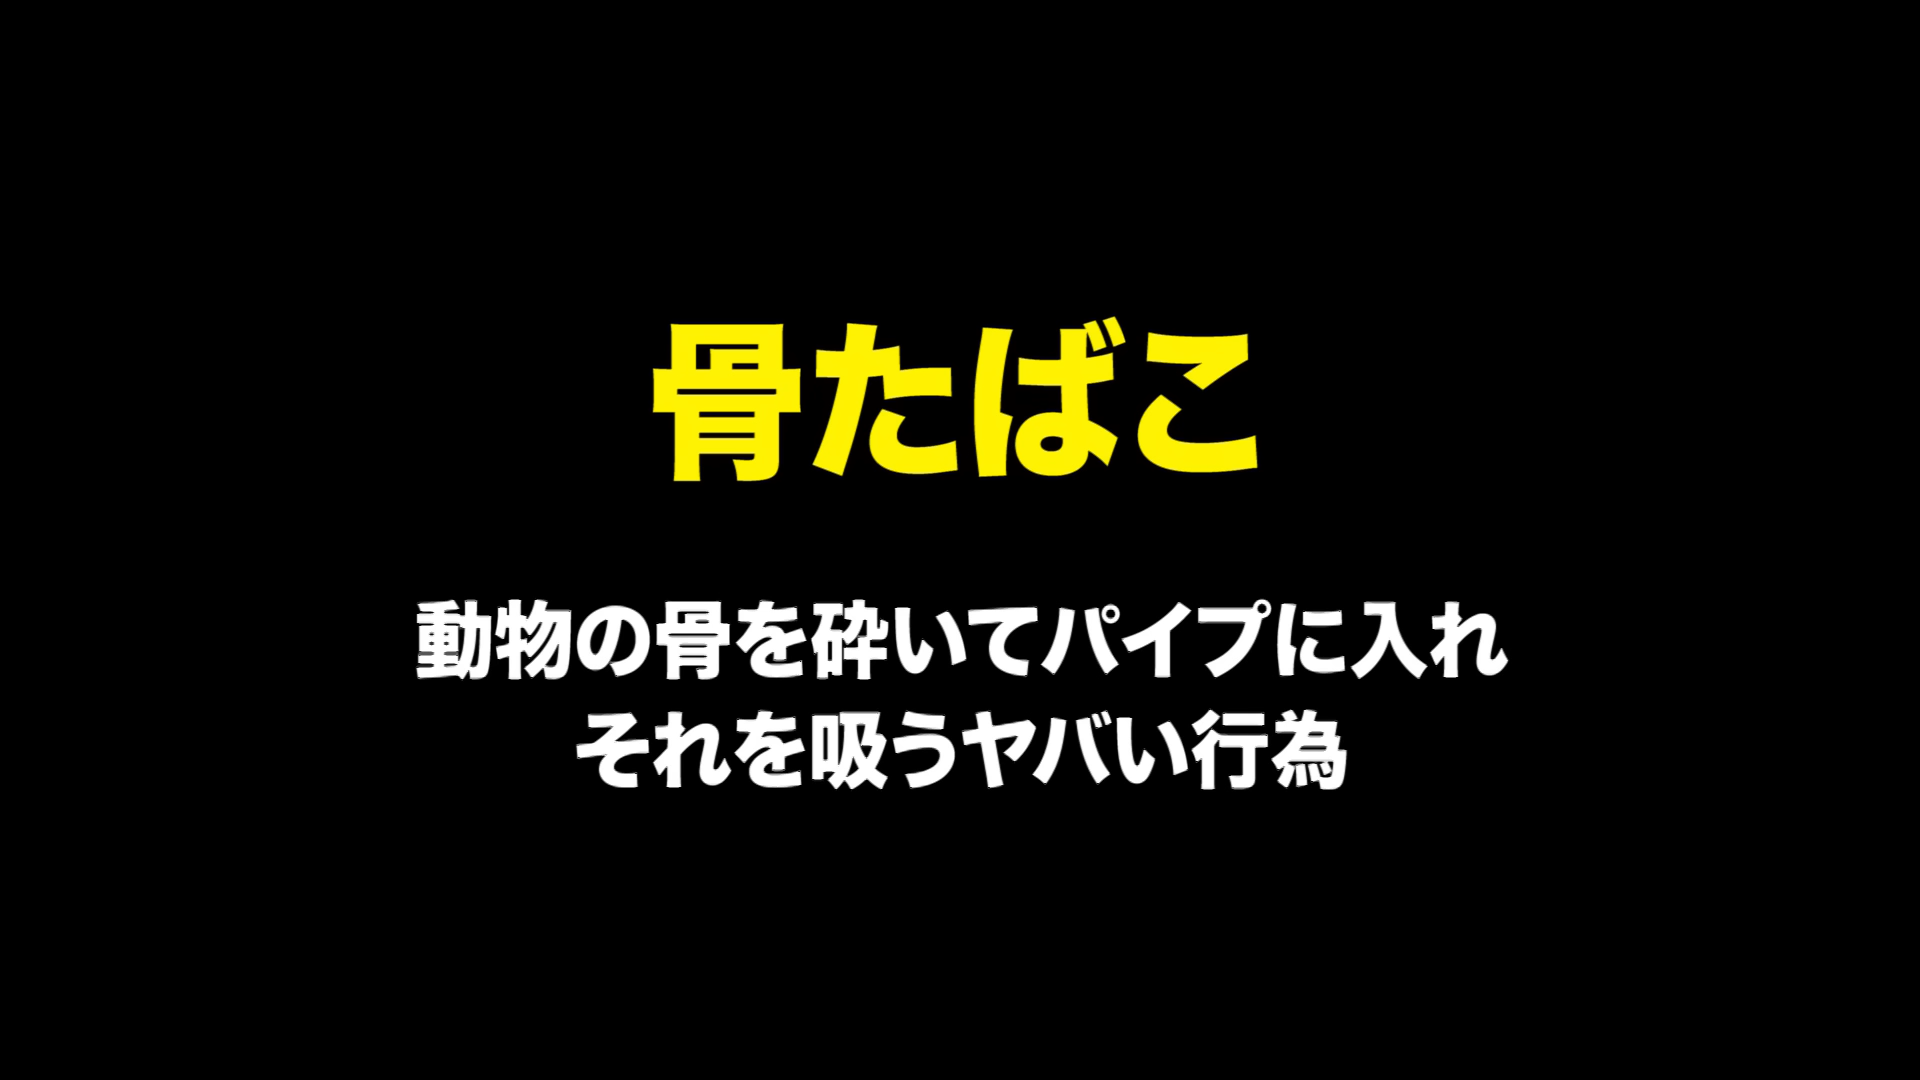 骨たばこ
動物の骨を砕いてパイプに入れ
それを吸うヤバい行為